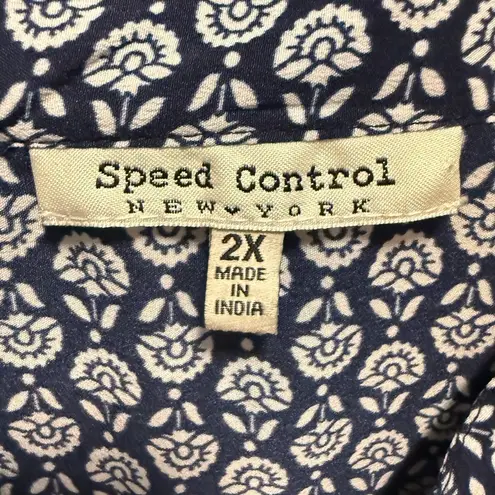 Speed Control
NEW YORK
2X
MADE
IN
INDIA